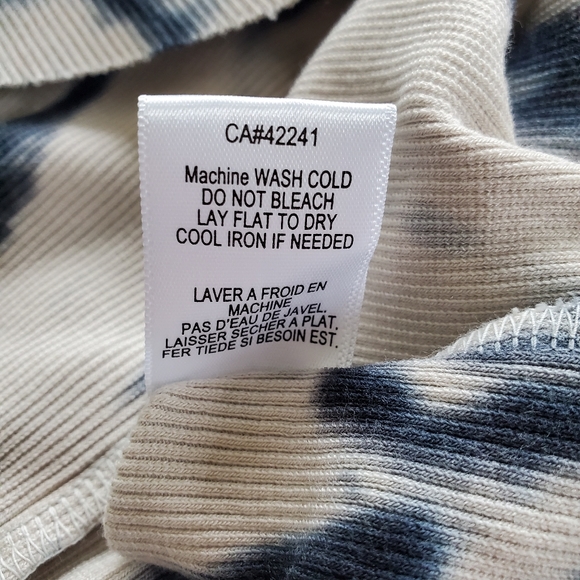 CA#42241
Machine WASH COLD
DO NOT BLEACH
LAY FLAT TO DRY
COOL IRON IF NEEDED
LAVER A FROID EN
MACHINE
PAS D'EAU DE JAVEL.
LAISSER SECHER A PLAT.
FER TIEDE SI BESOIN EST.